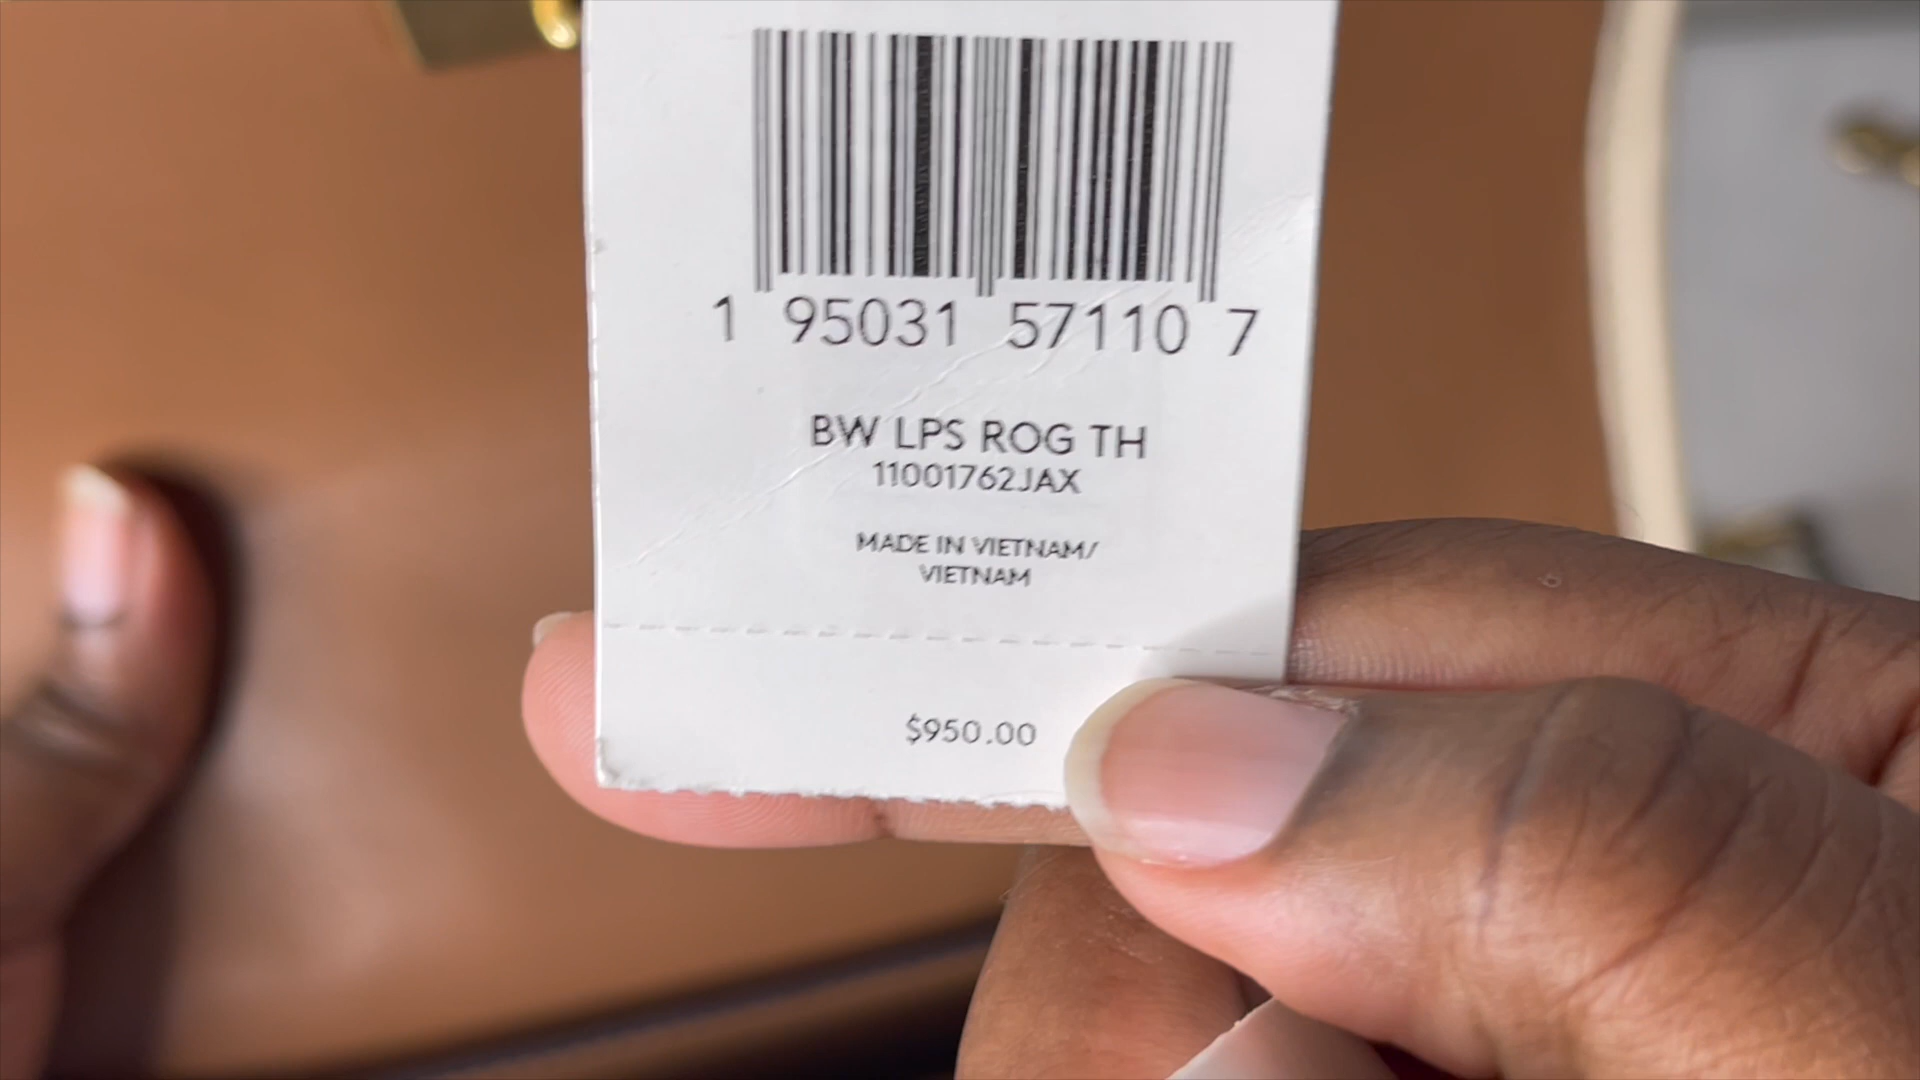 1 95031 57110 7
BW LPS ROG TH
11001762JAX
MADE IN VIETNAM/
VIETNAM
$950.00